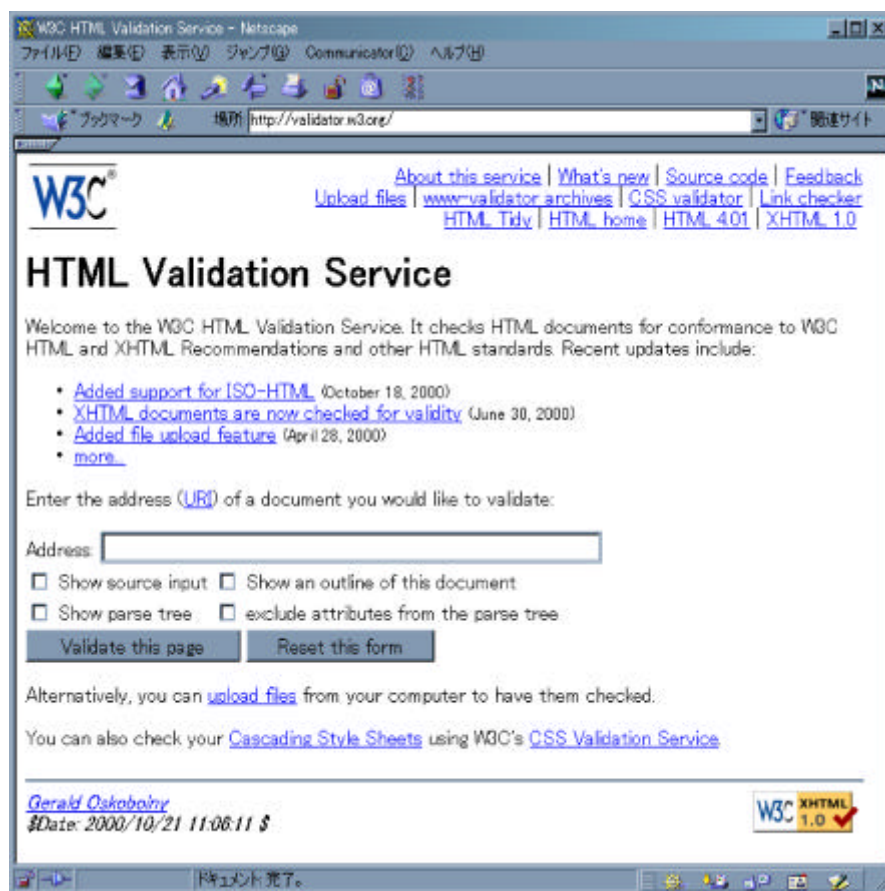 W3C HTML Validation Service - Netscape
ファイル(F) 編集(E) 表示(V) ジャンプ(G) Communicator(C) ヘルプ(H)
N
ブックマーク 場所: http://validator.w3.org/ 関連サイト
W3C®
About this service | What's new | Source code | Feedback
Upload files | www-validator archives | CSS validator | Link checker
HTML Tidy | HTML home | HTML 4.01 | XHTML 1.0
HTML Validation Service
Welcome to the W3C HTML Validation Service. It checks HTML documents for conformance to W3C
HTML and XHTML Recommendations and other HTML standards. Recent updates include:
• Added support for ISO-HTML (October 18, 2000)
• XHTML documents are now checked for validity (June 30, 2000)
• Added file upload feature (April 28, 2000)
• more...
Enter the address (URI) of a document you would like to validate:
Address:
Show source input Show an outline of this document
Show parse tree exclude attributes from the parse tree
Validate this page Reset this form
Alternatively, you can upload files from your computer to have them checked.
You can also check your Cascading Style Sheets using W3C's CSS Validation Service.
Gerald Oskoboiny
$Date: 2000/10/21 11:06:11 $
W3C XHTML 1.0
ドキュメント: 完了。